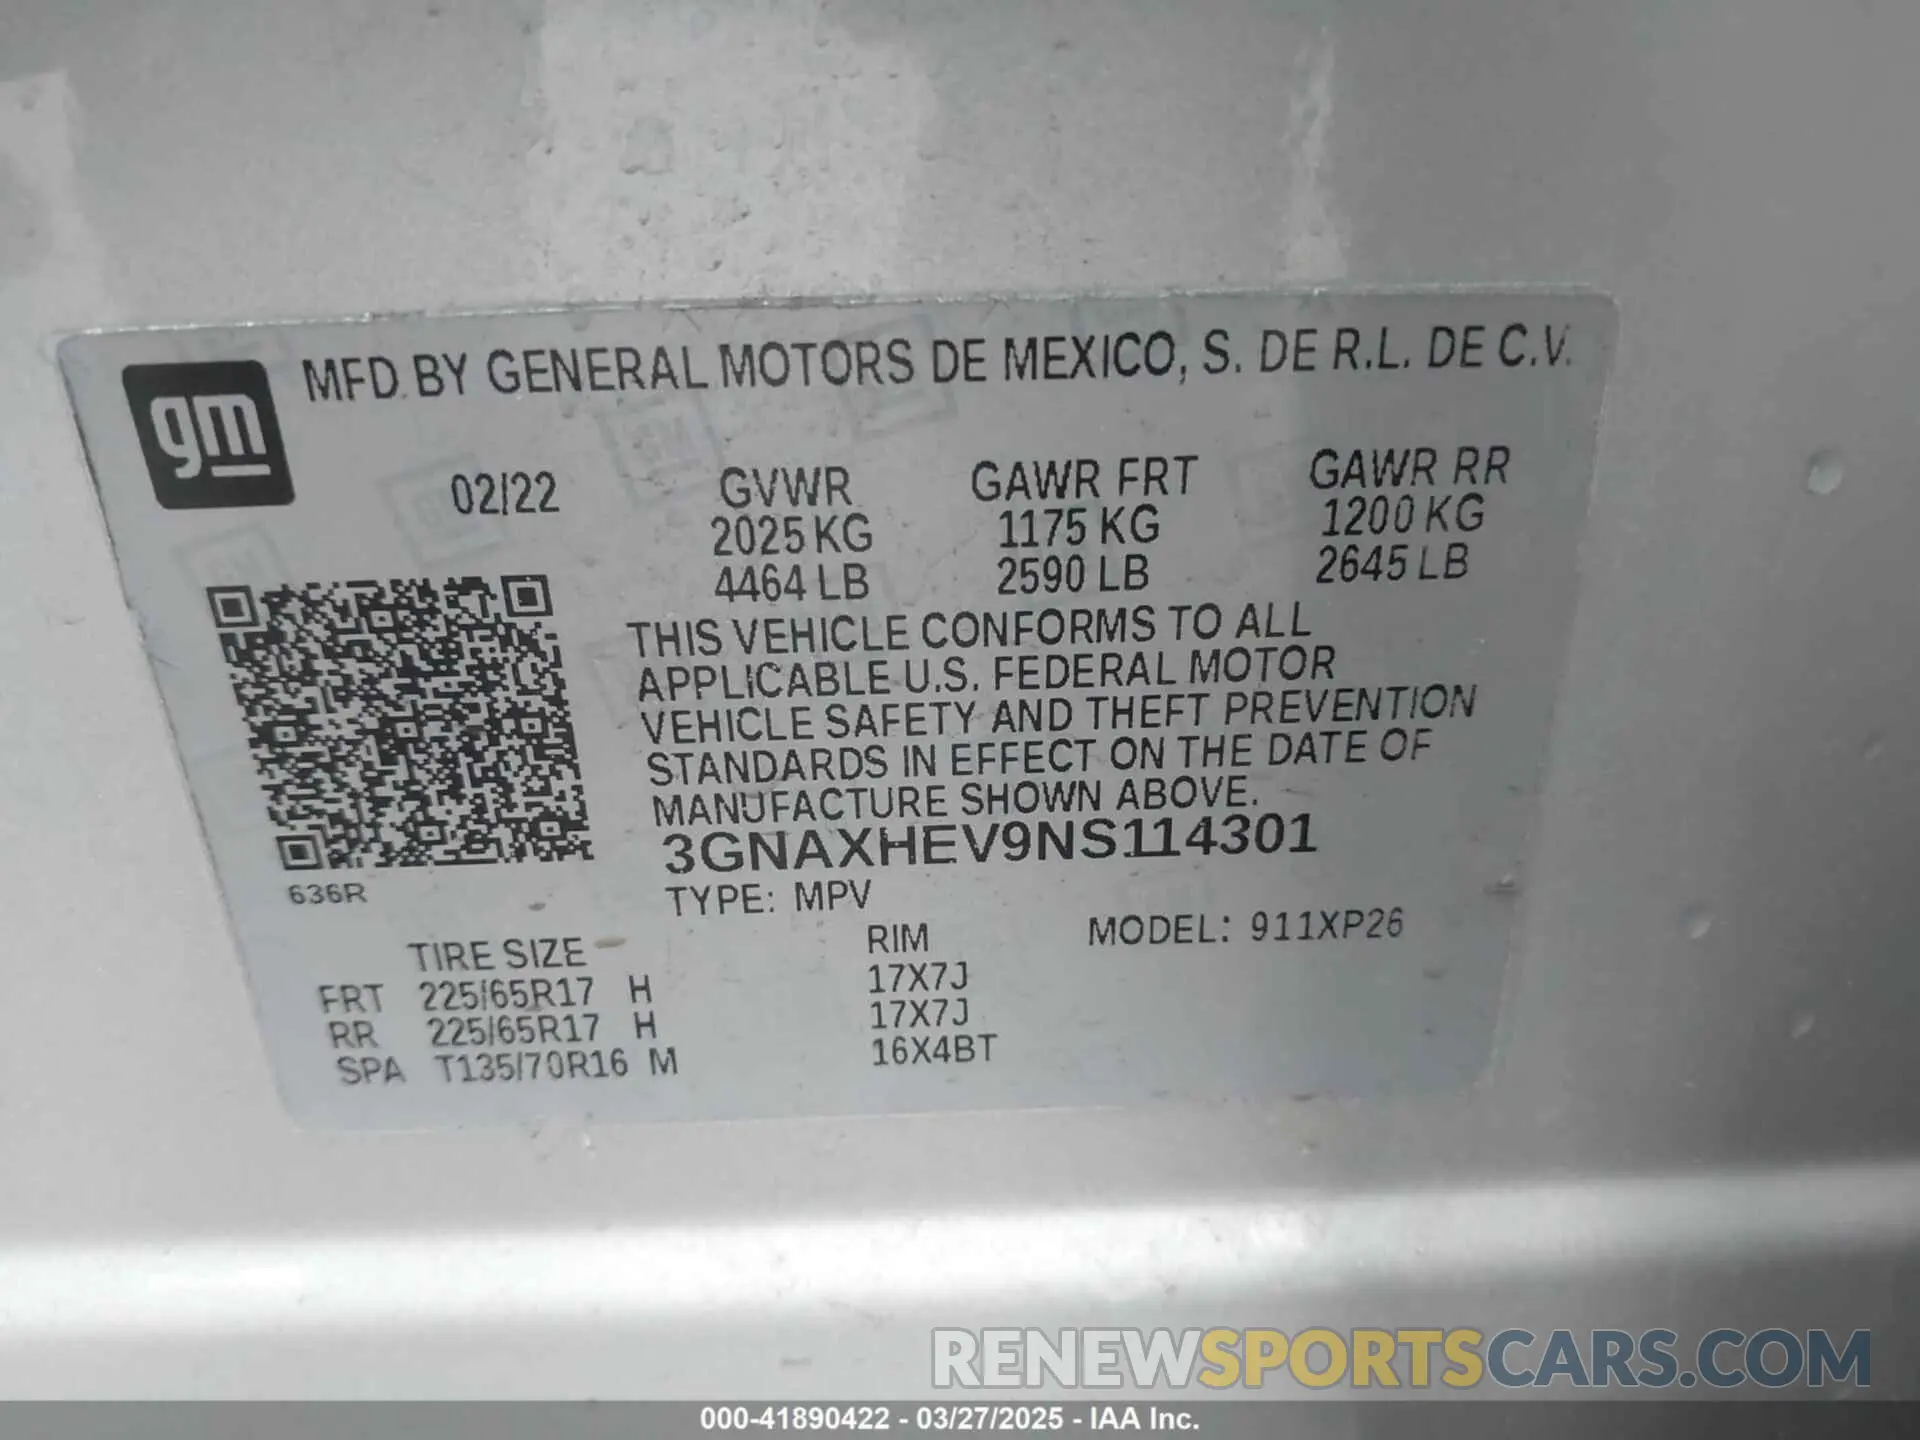 gm
MFD. BY GENERAL MOTORS DE MEXICO, S. DE R.L. DE C.V.
02/22
GVWR GAWR FRT GAWR RR
2025 KG 1175 KG 1200 KG
4464 LB 2590 LB 2645 LB
THIS VEHICLE CONFORMS TO ALL
APPLICABLE U.S. FEDERAL MOTOR
VEHICLE SAFETY AND THEFT PREVENTION
STANDARDS IN EFFECT ON THE DATE OF
MANUFACTURE SHOWN ABOVE.
3GNAXHEV9NS114301
636R
TYPE: MPV
TIRE SIZE RIM MODEL: 911XP26
FRT 225/65R17 H 17X7J
RR 225/65R17 H 17X7J
SPA T135/70R16 M 16X4BT
RENEWSPORTSCARS.COM
000-41890422 - 03/27/2025 - IAA Inc.